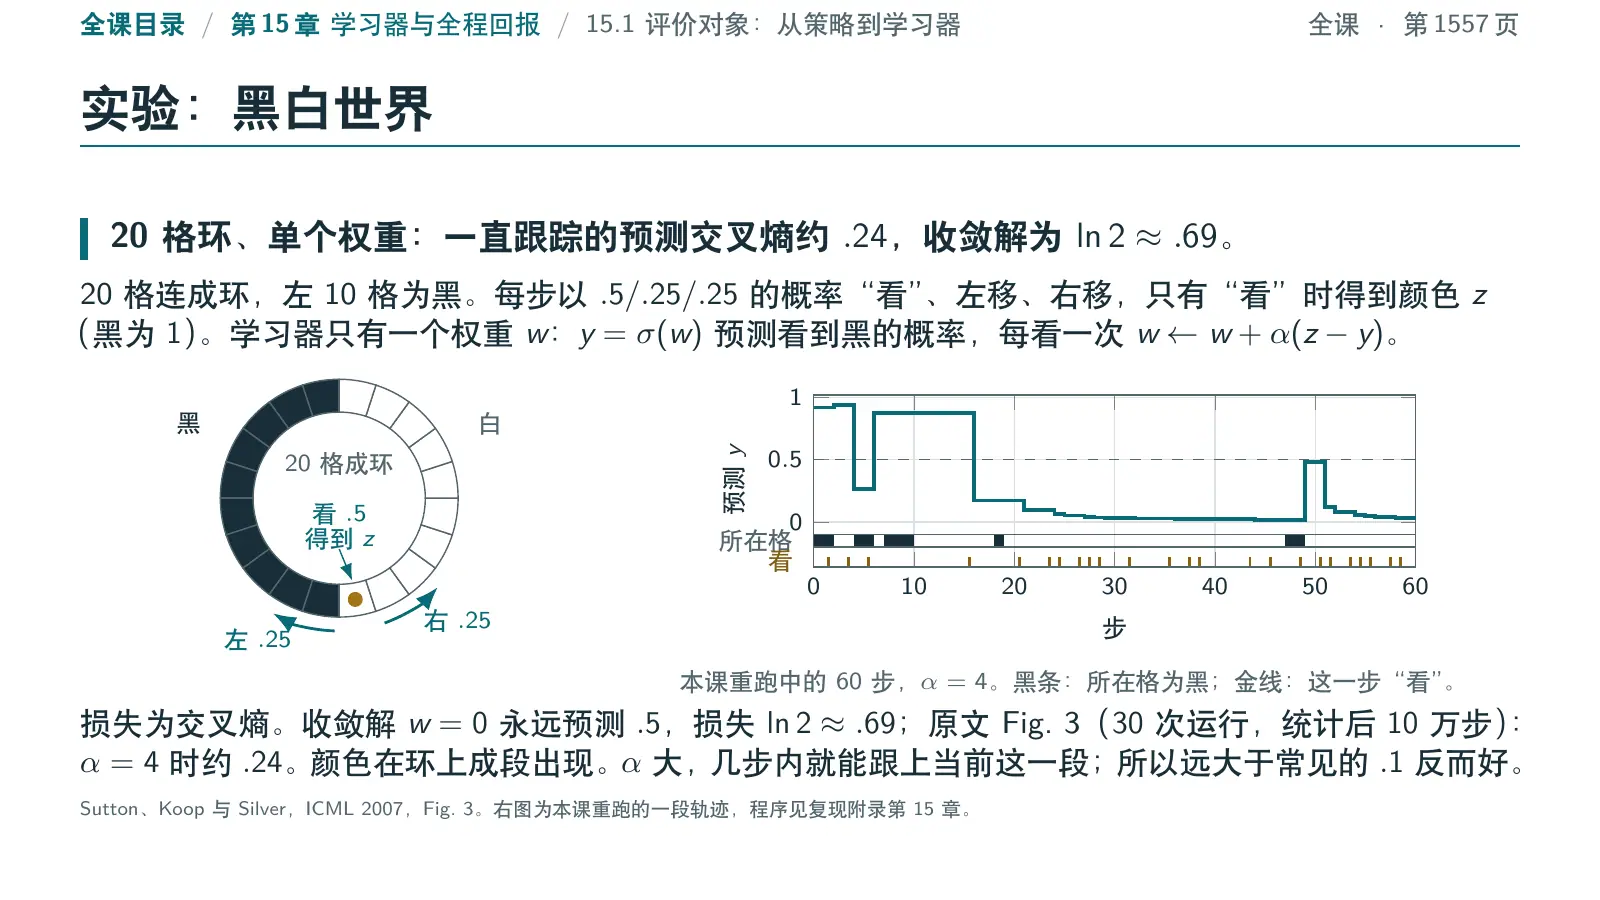 全课目录 / 第15章 学习器与全程回报 / 15.1 评价对象：从策略到学习器
全课 · 第1557页
实验：黑白世界
20 格环、单个权重：一直跟踪的预测交叉熵约 .24，收敛解为 ln 2 ≈ .69。
20 格连成环，左 10 格为黑。每步以 .5/.25/.25 的概率“看”、左移、右移，只有“看”时得到颜色 z
(黑为 1)。学习器只有一个权重 w：y = σ(w) 预测看到黑的概率，每看一次 w ← w + α(z − y)。
黑
白
20 格成环
看 .5
得到 z
左 .25
右 .25
预测 y
1
0.5
0
所在格
看
0 10 20 30 40 50 60
步
本课重跑中的 60 步，α = 4。黑条：所在格为黑；金线：这一步“看”。
损失为交叉熵。收敛解 w = 0 永远预测 .5，损失 ln 2 ≈ .69；原文 Fig. 3（30 次运行，统计后 10 万步）：
α = 4 时约 .24。颜色在环上成段出现。α 大，几步内就能跟上当前这一段；所以远大于常见的 .1 反而好。
Sutton、Koop 与 Silver，ICML 2007，Fig. 3。右图为本课重跑的一段轨迹，程序见复现附录第 15 章。